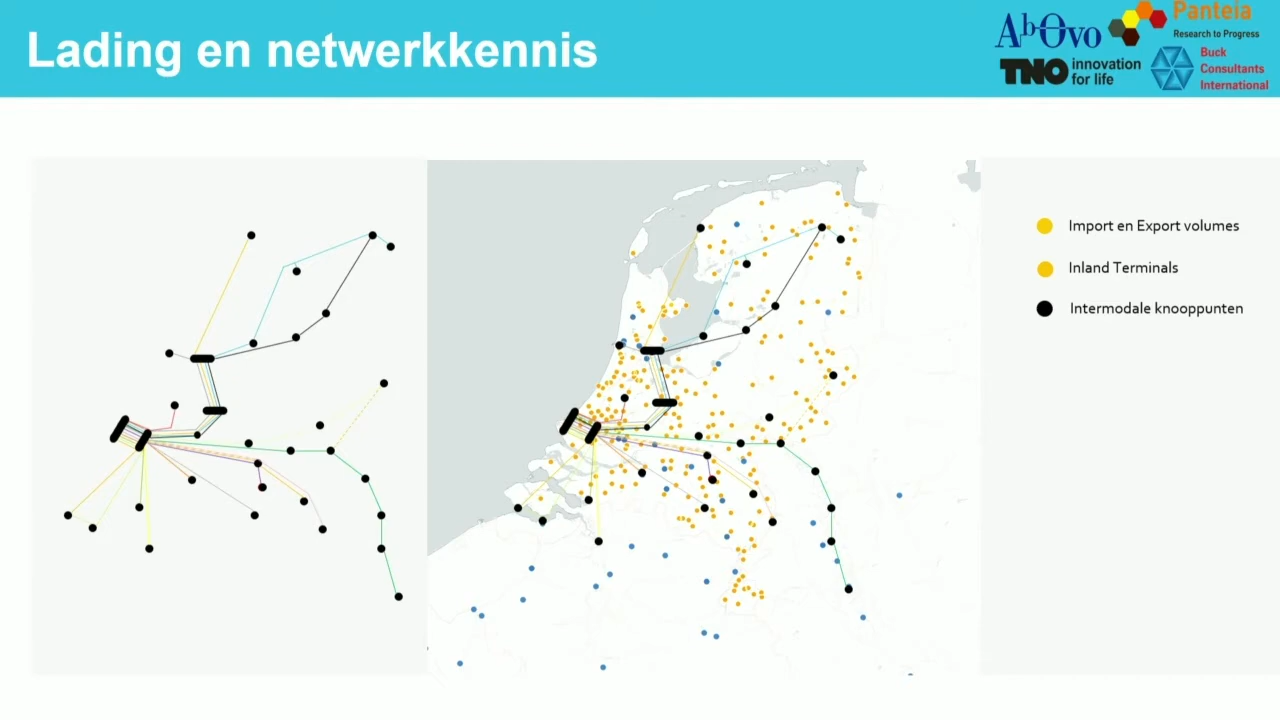 Lading en netwerkkennis
AbOvo
Panteia
Research to Progress
TNO innovation
for life
Buck
Consultants
International
Import en Export volumes
Inland Terminals
Intermodale knooppunten